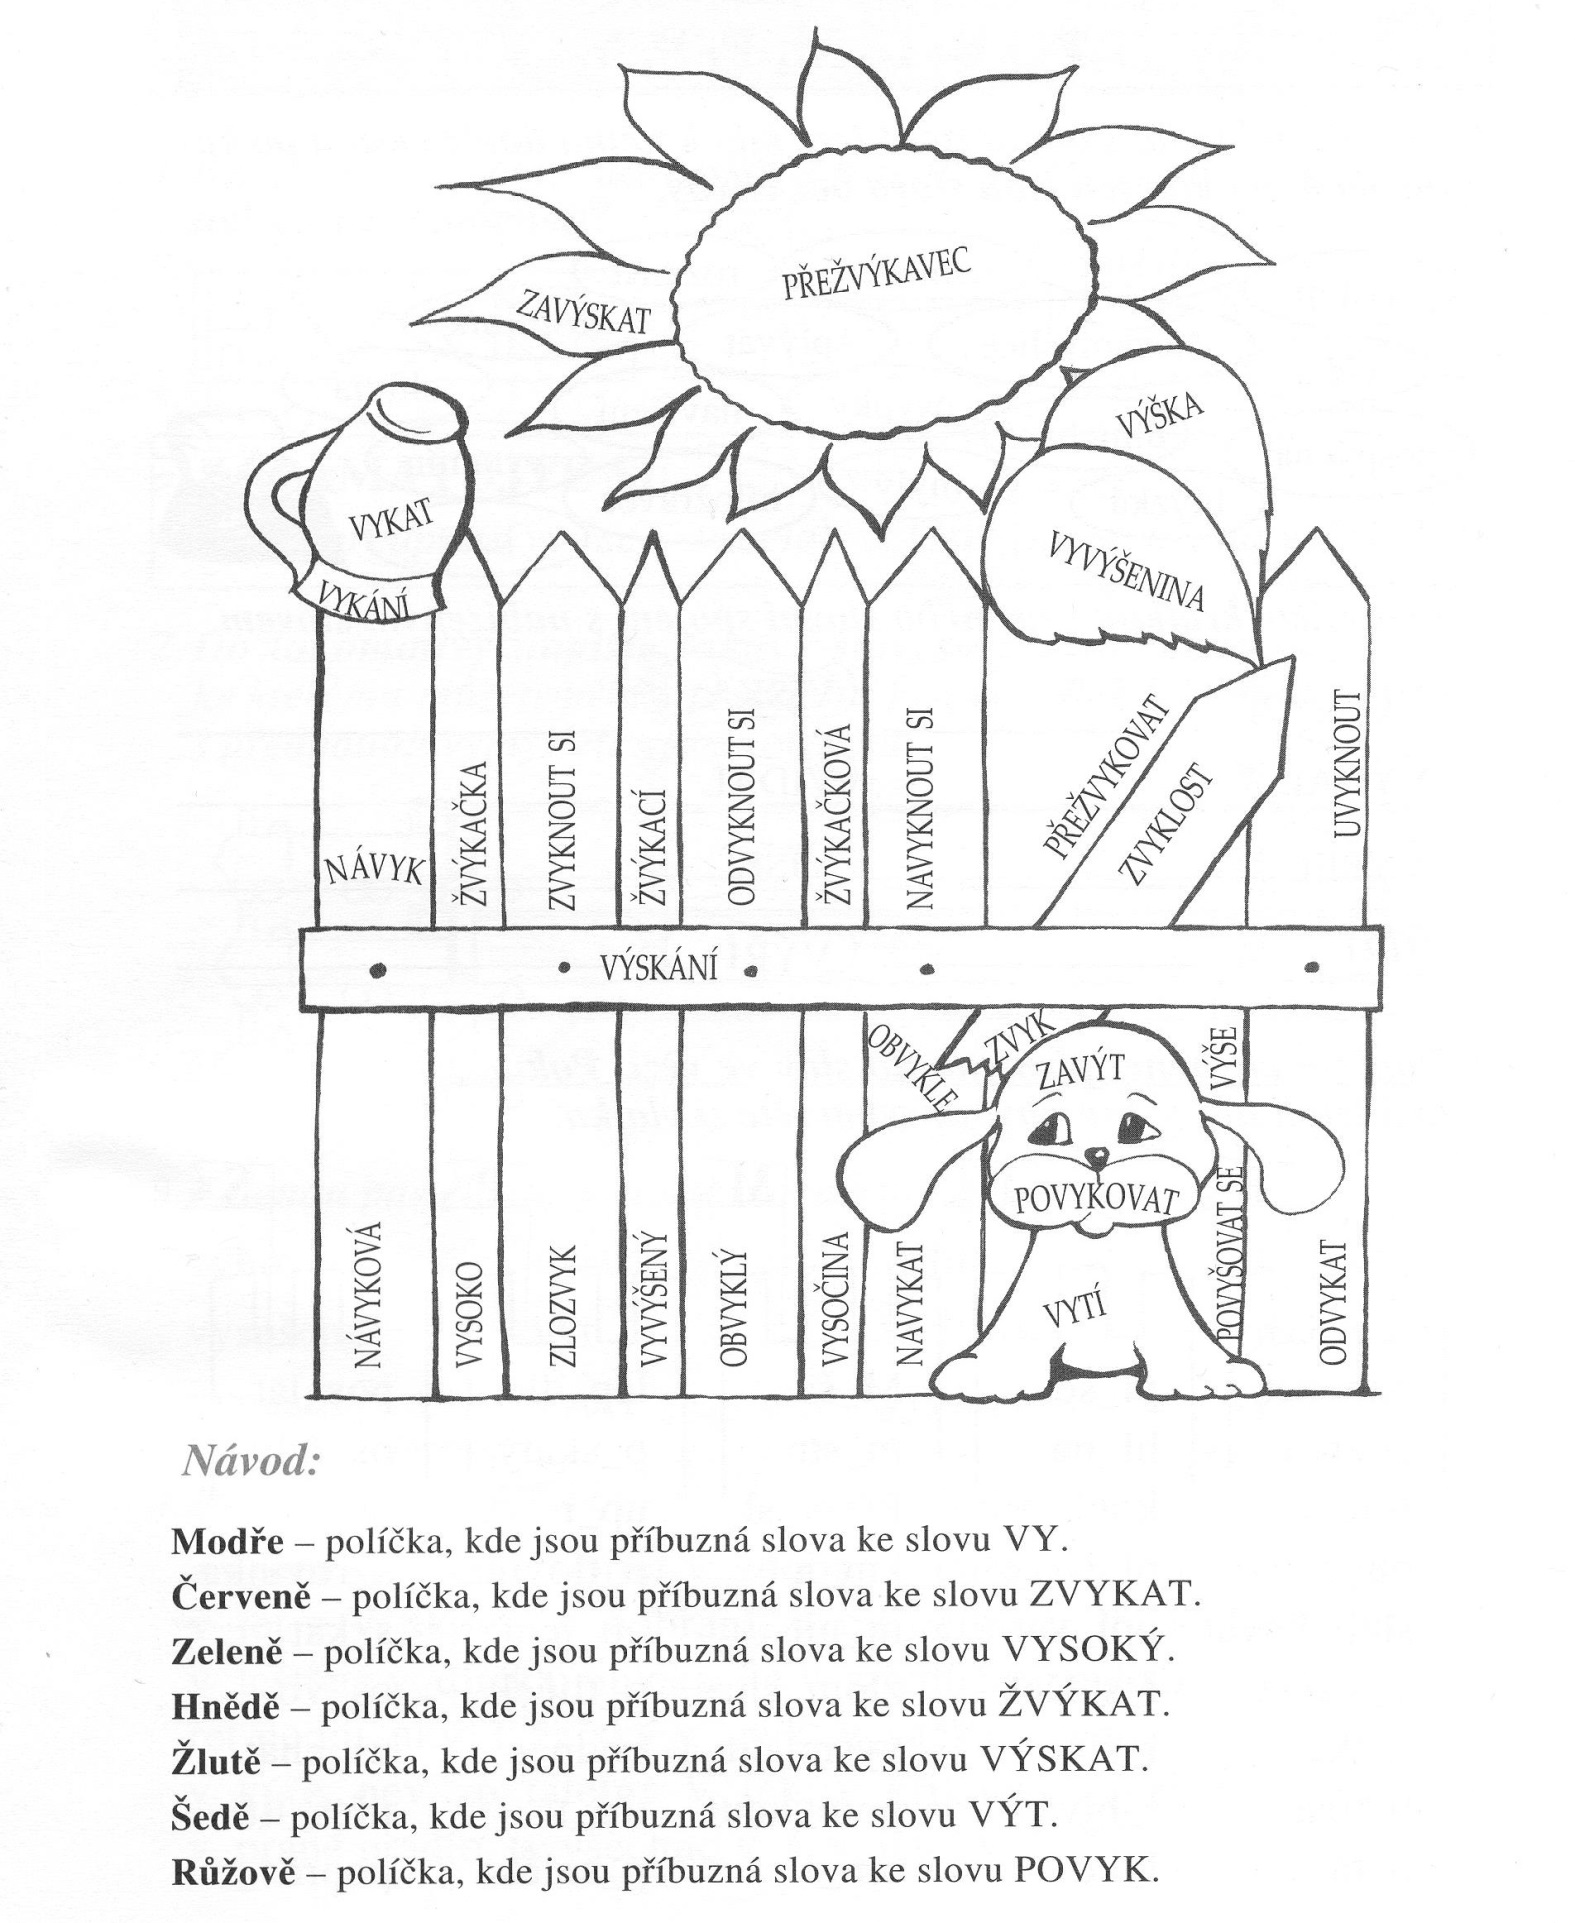 PŘEŽVÝKAVEC
ZAVÝSKAT
VÝŠKA
VYKAT
VYVÝŠENINA
VYKÁNÍ
NÁVYK
ŽVÝKAČKA
ZVYKNOUT SI
ŽVÝKACÍ
ODVYKNOUT SI
ŽVÝKAČKOVÁ
NAVYKNOUT SI
PŘEŽVYKOVAT
ZVYKLOST
UVYKNOUT
VÝSKÁNÍ
OBVYKLE
ZVYK
ZAVÝT
VÝŠE
POVYKOVAT
NÁVYKOVÁ
VYSOKO
ZLOZVYK
VYVÝŠENÝ
OBVYKLÝ
VYSOČINA
NAVYKAT
VYTÍ
POVYŠOVAT SE
ODVYKAT
Návod:
Modře – políčka, kde jsou příbuzná slova ke slovu VY.
Červeně – políčka, kde jsou příbuzná slova ke slovu ZVYKAT.
Zeleně – políčka, kde jsou příbuzná slova ke slovu VYSOKÝ.
Hnědě – políčka, kde jsou příbuzná slova ke slovu ŽVÝKAT.
Žlutě – políčka, kde jsou příbuzná slova ke slovu VÝSKAT.
Šedě – políčka, kde jsou příbuzná slova ke slovu VÝT.
Růžově – políčka, kde jsou příbuzná slova ke slovu POVYK.